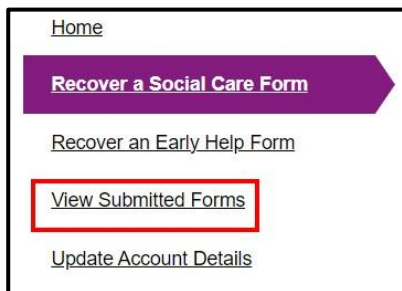 Home
Recover a Social Care Form
Recover an Early Help Form
View Submitted Forms
Update Account Details